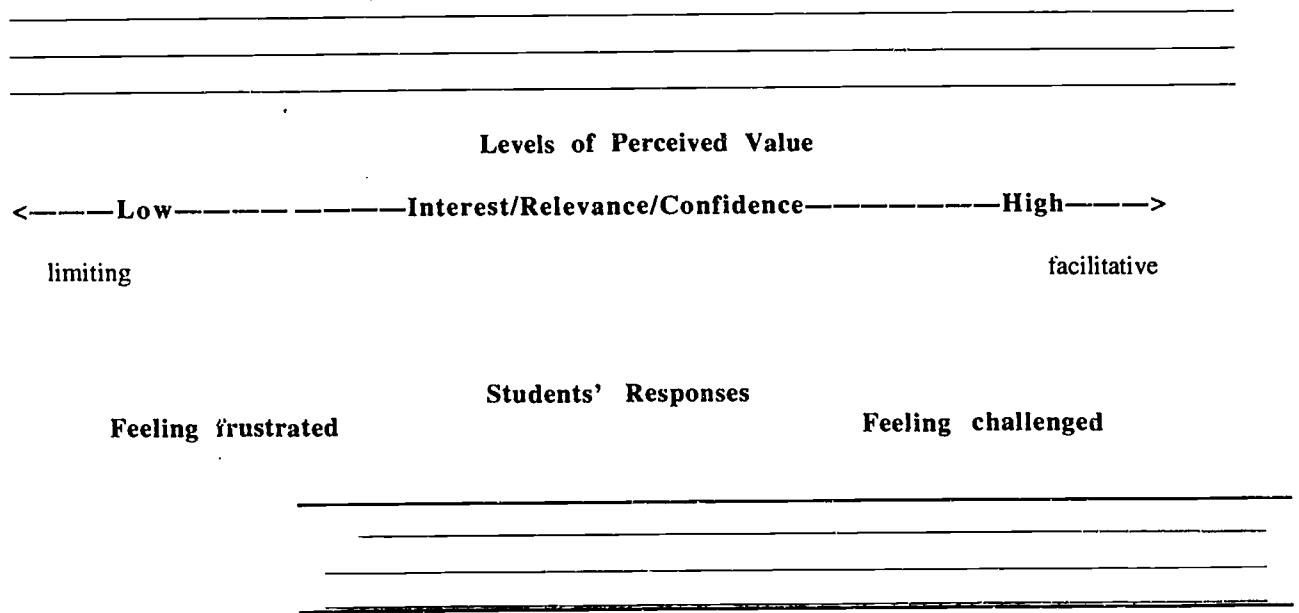 Levels of Perceived Value
<———Low——————————Interest/Relevance/Confidence———————High———>
limiting facilitative
Students' Responses
Feeling frustrated Feeling challenged